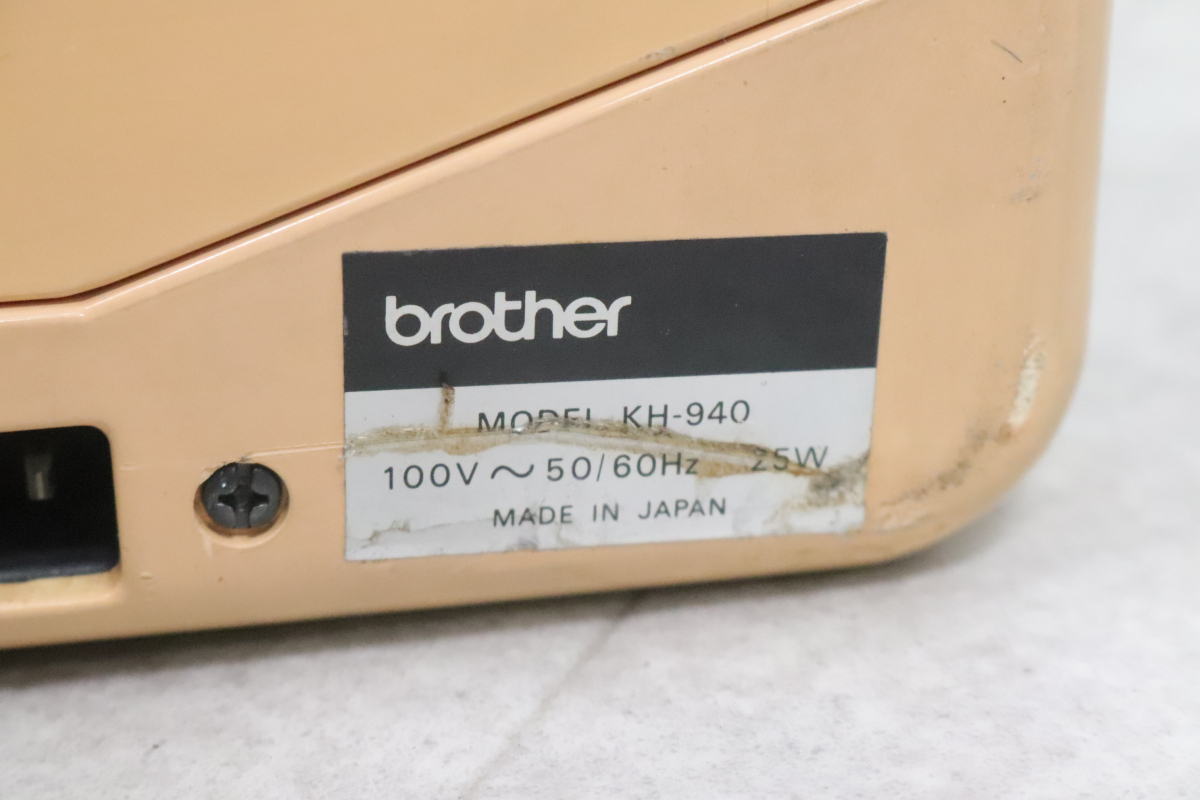 brother
MODEL KH-940
100V ～ 50/60Hz 25W
MADE IN JAPAN